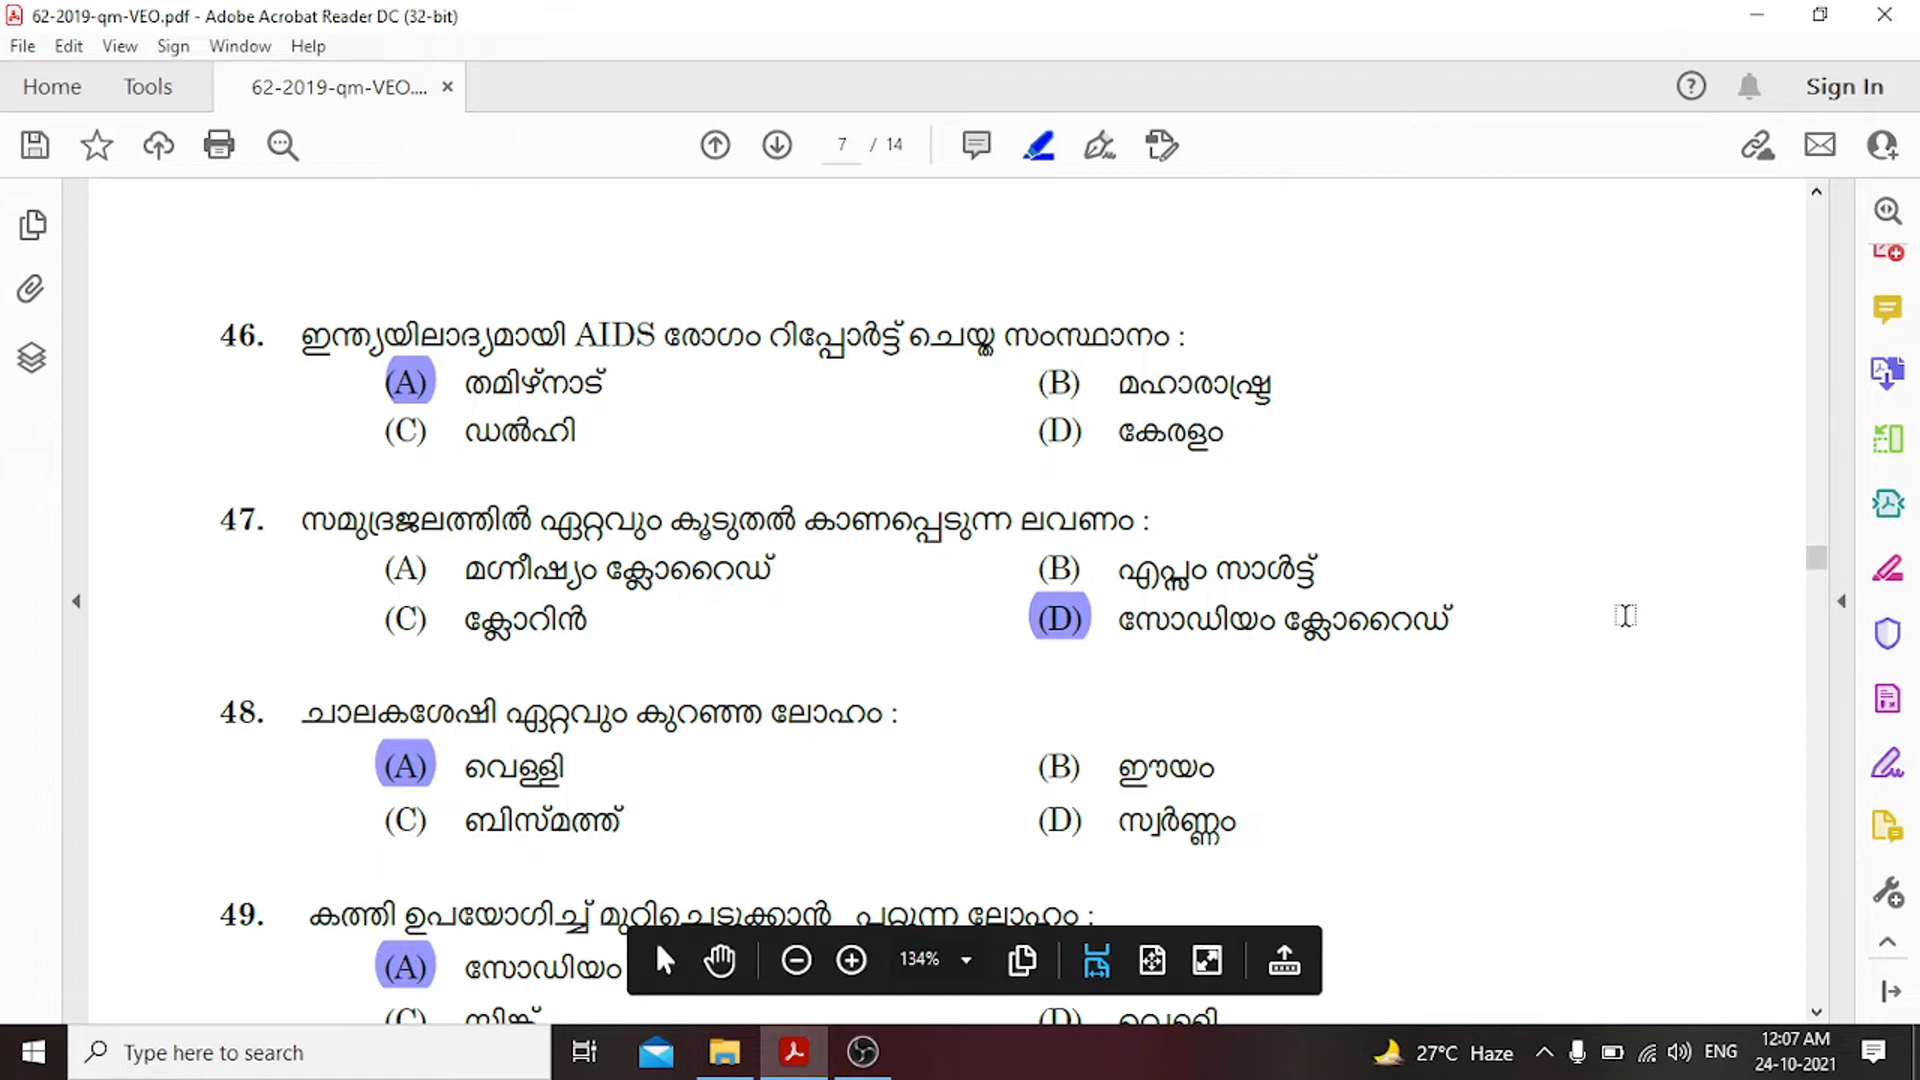 62-2019-qm-VEO.pdf - Adobe Acrobat Reader DC (32-bit)
File Edit View Sign Window Help
Home Tools 62-2019-qm-VEO.... × Sign In
7 / 14
46. ഇന്ത്യയിലാദ്യമായി AIDS രോഗം റിപ്പോർട്ട് ചെയ്ത സംസ്ഥാനം :
(A) തമിഴ്നാട് (B) മഹാരാഷ്ട്ര
(C) ഡൽഹി (D) കേരളം
47. സമുദ്രജലത്തിൽ ഏറ്റവും കൂടുതൽ കാണപ്പെടുന്ന ലവണം :
(A) മഗ്നീഷ്യം ക്ലോറൈഡ് (B) എപ്സം സാൾട്ട്
(C) ക്ലോറിൻ (D) സോഡിയം ക്ലോറൈഡ്
48. ചാലകശേഷി ഏറ്റവും കുറഞ്ഞ ലോഹം :
(A) വെള്ളി (B) ഈയം
(C) ബിസ്മത്ത് (D) സ്വർണ്ണം
49. കത്തി ഉപയോഗിച്ച് മുറിച്ചെടുക്കാൻ പറ്റുന്ന ലോഹം :
(A) സോഡിയം
134%
(C) സിങ്ക് (D) വെള്ളി
Type here to search 27°C Haze ENG 12:07 AM
24-10-2021